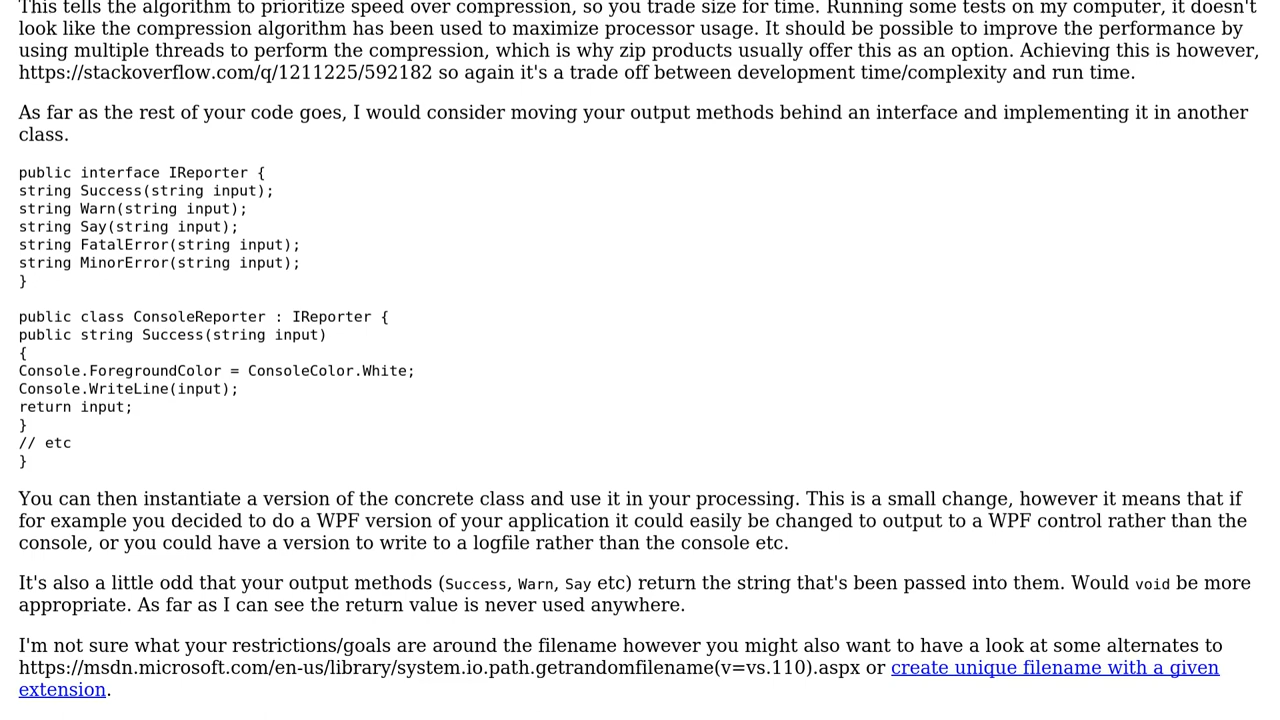 This tells the algorithm to prioritize speed over compression, so you trade size for time. Running some tests on my computer, it doesn't
look like the compression algorithm has been used to maximize processor usage. It should be possible to improve the performance by
using multiple threads to perform the compression, which is why zip products usually offer this as an option. Achieving this is however,
https://stackoverflow.com/q/1211225/592182 so again it's a trade off between development time/complexity and run time.
As far as the rest of your code goes, I would consider moving your output methods behind an interface and implementing it in another
class.
public interface IReporter {
string Success(string input);
string Warn(string input);
string Say(string input);
string FatalError(string input);
string MinorError(string input);
}
public class ConsoleReporter : IReporter {
public string Success(string input)
{
Console.ForegroundColor = ConsoleColor.White;
Console.WriteLine(input);
return input;
}
// etc
}
You can then instantiate a version of the concrete class and use it in your processing. This is a small change, however it means that if
for example you decided to do a WPF version of your application it could easily be changed to output to a WPF control rather than the
console, or you could have a version to write to a logfile rather than the console etc.
It's also a little odd that your output methods (Success, Warn, Say etc) return the string that's been passed into them. Would void be more
appropriate. As far as I can see the return value is never used anywhere.
I'm not sure what your restrictions/goals are around the filename however you might also want to have a look at some alternates to
https://msdn.microsoft.com/en-us/library/system.io.path.getrandomfilename(v=vs.110).aspx or create unique filename with a given
extension.